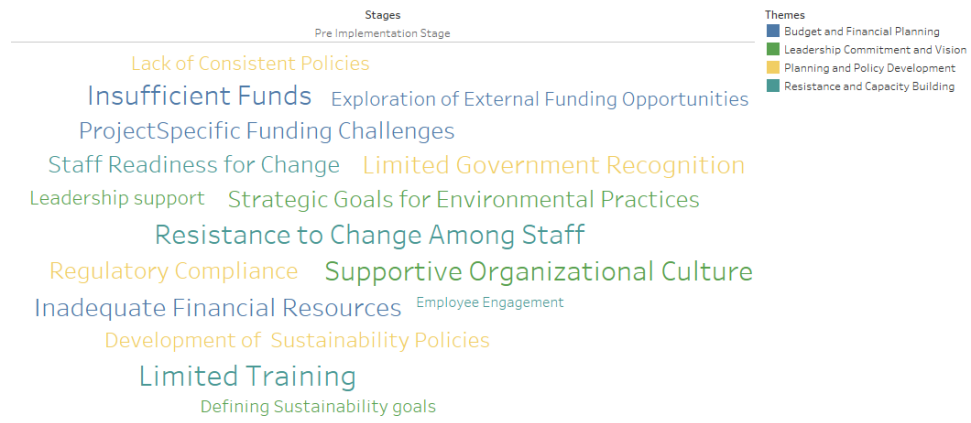 Stages
Pre Implementation Stage
Lack of Consistent Policies
Insufficient Funds
Exploration of External Funding Opportunities
ProjectSpecific Funding Challenges
Staff Readiness for Change
Limited Government Recognition
Leadership support
Strategic Goals for Environmental Practices
Resistance to Change Among Staff
Regulatory Compliance
Supportive Organizational Culture
Inadequate Financial Resources
Employee Engagement
Development of Sustainability Policies
Limited Training
Defining Sustainability goals
Themes
Budget and Financial Planning
Leadership Commitment and Vision
Planning and Policy Development
Resistance and Capacity Building